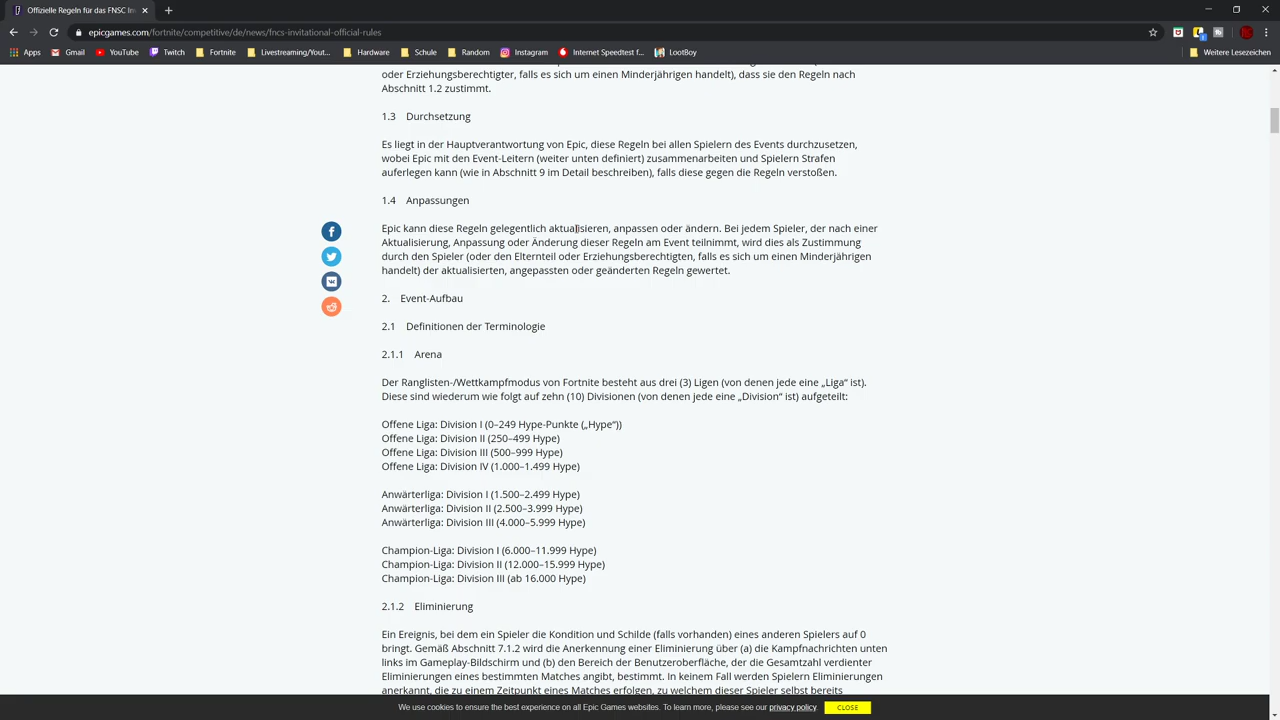 Offizielle Regeln für das FNSC In
epicgames.com/fortnite/competitive/de/news/fncs-invitational-official-rules
Apps Gmail YouTube Twitch Fortnite Livestreaming/Yout... Hardware Schule Random Instagram Internet Speedtest f... LootBoy Weitere Lesezeichen
oder Erziehungsberechtigter, falls es sich um einen Minderjährigen handelt), dass sie den Regeln nach
Abschnitt 1.2 zustimmt.
1.3 Durchsetzung
Es liegt in der Hauptverantwortung von Epic, diese Regeln bei allen Spielern des Events durchzusetzen,
wobei Epic mit den Event-Leitern (weiter unten definiert) zusammenarbeiten und Spielern Strafen
auferlegen kann (wie in Abschnitt 9 im Detail beschreiben), falls diese gegen die Regeln verstoßen.
1.4 Anpassungen
Epic kann diese Regeln gelegentlich aktualisieren, anpassen oder ändern. Bei jedem Spieler, der nach einer
Aktualisierung, Anpassung oder Änderung dieser Regeln am Event teilnimmt, wird dies als Zustimmung
durch den Spieler (oder den Elternteil oder Erziehungsberechtigten, falls es sich um einen Minderjährigen
handelt) der aktualisierten, angepassten oder geänderten Regeln gewertet.
2. Event-Aufbau
2.1 Definitionen der Terminologie
2.1.1 Arena
Der Ranglisten-/Wettkampfmodus von Fortnite besteht aus drei (3) Ligen (von denen jede eine „Liga“ ist).
Diese sind wiederum wie folgt auf zehn (10) Divisionen (von denen jede eine „Division“ ist) aufgeteilt:
Offene Liga: Division I (0–249 Hype-Punkte („Hype“))
Offene Liga: Division II (250–499 Hype)
Offene Liga: Division III (500–999 Hype)
Offene Liga: Division IV (1.000–1.499 Hype)
Anwärterliga: Division I (1.500–2.499 Hype)
Anwärterliga: Division II (2.500–3.999 Hype)
Anwärterliga: Division III (4.000–5.999 Hype)
Champion-Liga: Division I (6.000–11.999 Hype)
Champion-Liga: Division II (12.000–15.999 Hype)
Champion-Liga: Division III (ab 16.000 Hype)
2.1.2 Eliminierung
Ein Ereignis, bei dem ein Spieler die Kondition und Schilde (falls vorhanden) eines anderen Spielers auf 0
bringt. Gemäß Abschnitt 7.1.2 wird die Anerkennung einer Eliminierung über (a) die Kampfnachrichten unten
links im Gameplay-Bildschirm und (b) den Bereich der Benutzeroberfläche, der die Gesamtzahl verdienter
Eliminierungen eines bestimmten Matches angibt, bestimmt. In keinem Fall werden Spielern Eliminierungen
anerkannt, die zu einem Zeitpunkt eines Matches erfolgen, zu welchem dieser Spieler selbst bereits
We use cookies to ensure the best experience on all Epic Games websites. To learn more, please see our privacy policy. CLOSE